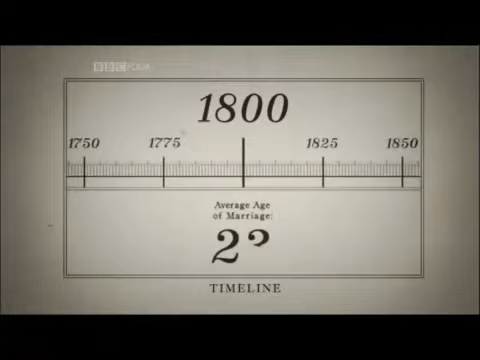 BBC FOUR
1800
1750 1775 1825 1850
Average Age
of Marriage:
TIMELINE